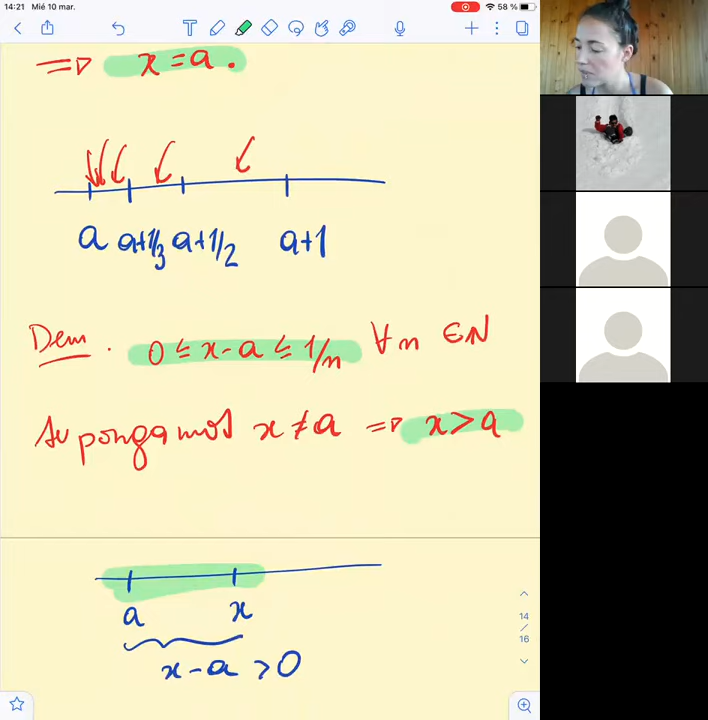 14:21 Mié 10 mar.
58 %
T
=> x = a.
a a+1/3 a+1/2 a+1
Dem. 0 ≤ x-a ≤ 1/n ∀n ∈ N
Supongamos x ≠ a => x > a
a x
x-a > 0
14
/
16